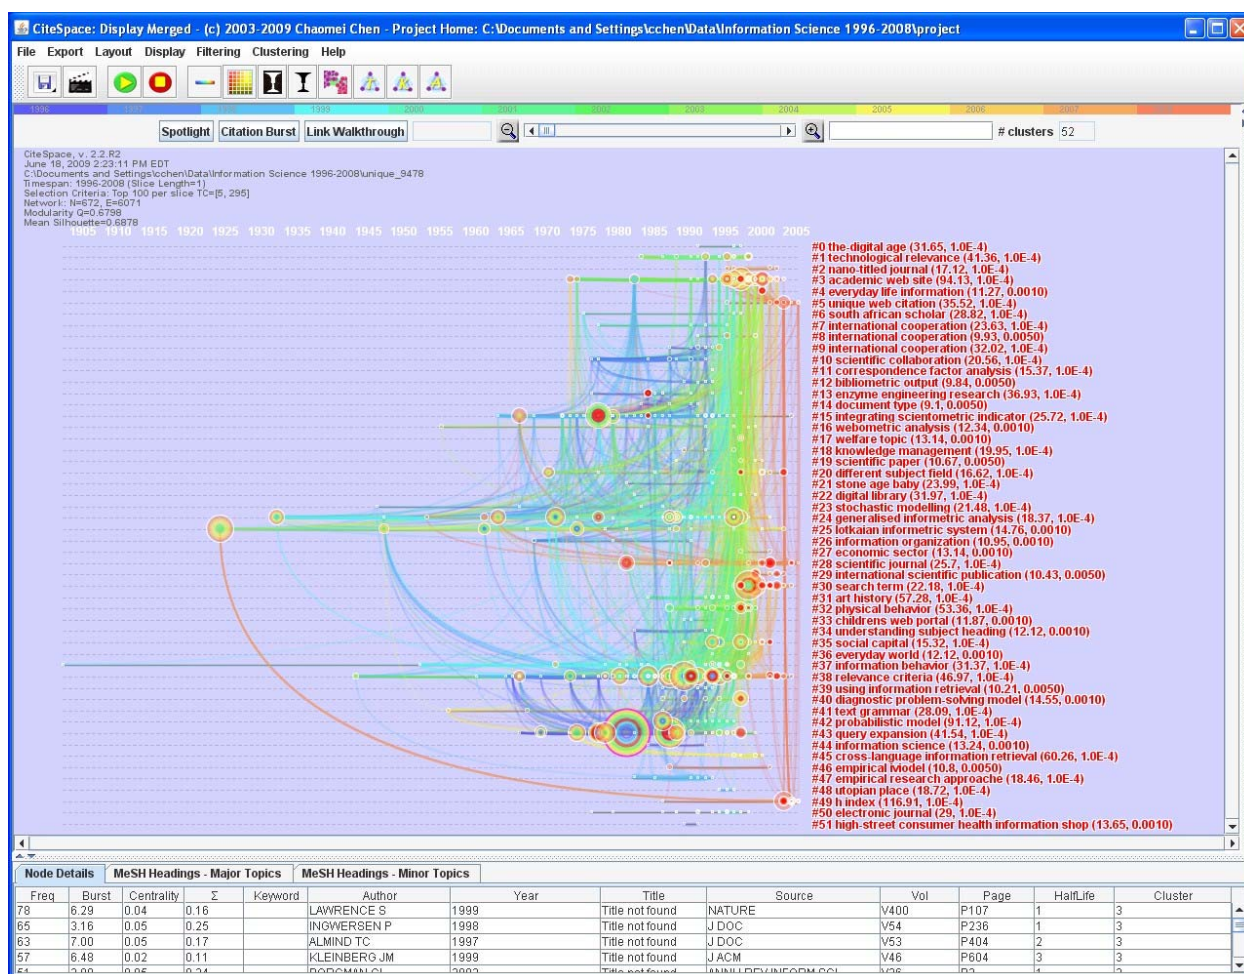 CiteSpace: Display Merged - (c) 2003-2009 Chaomei Chen - Project Home: C:\Documents and Settings\cchen\Data\Information Science 1996-2008\project
File Export Layout Display Filtering Clustering Help
1996 1997 1998 1999 2000 2001 2002 2003 2004 2005 2006 2007
Spotlight Citation Burst Link Walkthrough # clusters 52
CiteSpace, v. 2.2.R2
June 18, 2009 2:23:11 PM EDT
C:\Documents and Settings\cchen\Data\Information Science 1996-2008\unique_9478
Timespan: 1996-2008 (Slice Length=1)
Selection Criteria: Top 100 per slice TC=[5, 295]
Network: N=672, E=6071
Modularity Q=0.6798
Mean Silhouette=0.6878
1905 1910 1915 1920 1925 1930 1935 1940 1945 1950 1955 1960 1965 1970 1975 1980 1985 1990 1995 2000 2005
#0 the-digital age (31.65, 1.0E-4)
#1 technological relevance (41.36, 1.0E-4)
#2 nano-titled journal (17.12, 1.0E-4)
#3 academic web site (94.13, 1.0E-4)
#4 everyday life information (11.27, 0.0010)
#5 unique web citation (35.52, 1.0E-4)
#6 south african scholar (28.82, 1.0E-4)
#7 international cooperation (23.63, 1.0E-4)
#8 international cooperation (9.93, 0.0050)
#9 international cooperation (32.02, 1.0E-4)
#10 scientific collaboration (20.56, 1.0E-4)
#11 correspondence factor analysis (15.37, 1.0E-4)
#12 bibliometric output (9.84, 0.0050)
#13 enzyme engineering research (36.93, 1.0E-4)
#14 document type (9.1, 0.0050)
#15 integrating scientometric indicator (25.72, 1.0E-4)
#16 webometric analysis (12.34, 0.0010)
#17 welfare topic (13.14, 0.0010)
#18 knowledge management (19.95, 1.0E-4)
#19 scientific paper (10.67, 0.0050)
#20 different subject field (16.62, 1.0E-4)
#21 stone age baby (23.99, 1.0E-4)
#22 digital library (31.97, 1.0E-4)
#23 stochastic modelling (21.48, 1.0E-4)
#24 generalised informetric analysis (18.37, 1.0E-4)
#25 lotkaian informetric system (14.76, 0.0010)
#26 information organization (10.95, 0.0010)
#27 economic sector (13.14, 0.0010)
#28 scientific journal (25.7, 1.0E-4)
#29 international scientific publication (10.43, 0.0050)
#30 search term (22.18, 1.0E-4)
#31 art history (57.28, 1.0E-4)
#32 physical behavior (53.36, 1.0E-4)
#33 childrens web portal (11.87, 0.0010)
#34 understanding subject heading (12.12, 0.0010)
#35 social capital (15.32, 1.0E-4)
#36 everyday world (12.12, 0.0010)
#37 information behavior (31.37, 1.0E-4)
#38 relevance criteria (46.97, 1.0E-4)
#39 using information retrieval (10.21, 0.0050)
#40 diagnostic problem-solving model (14.55, 0.0010)
#41 text grammar (28.09, 1.0E-4)
#42 probabilistic model (91.12, 1.0E-4)
#43 query expansion (41.54, 1.0E-4)
#44 information science (13.24, 0.0010)
#45 cross-language information retrieval (60.26, 1.0E-4)
#46 empirical model (10.8, 0.0050)
#47 empirical research approache (18.46, 1.0E-4)
#48 utopian place (18.72, 1.0E-4)
#49 h index (116.91, 1.0E-4)
#50 electronic journal (29, 1.0E-4)
#51 high-street consumer health information shop (13.65, 0.0010)
Node Details MeSH Headings - Major Topics MeSH Headings - Minor Topics
Freq Burst Centrality Σ Keyword Author Year Title Source Vol Page HalfLife Cluster
78 6.29 0.04 0.16 LAWRENCE S 1999 Title not found NATURE V400 P107 1 3
65 3.16 0.05 0.25 INGWERSEN P 1998 Title not found J DOC V54 P236 1 3
63 7.00 0.05 0.17 ALMIND TC 1997 Title not found J DOC V53 P404 2 3
57 6.48 0.02 0.11 KLEINBERG JM 1999 Title not found J ACM V46 P604 3 3